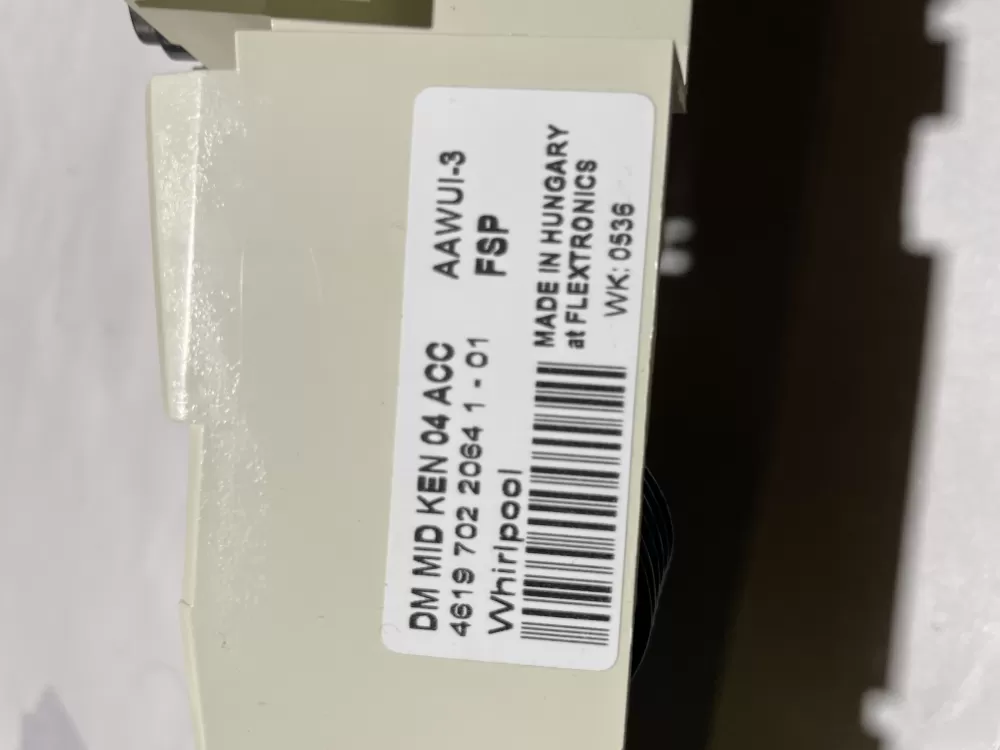 DM MID KEN 04 ACC AAWUI-3
4619 702 2064 1 - 01 FSP
Whirlpool
MADE IN HUNGARY
at FLEXTRONICS
WK: 0536